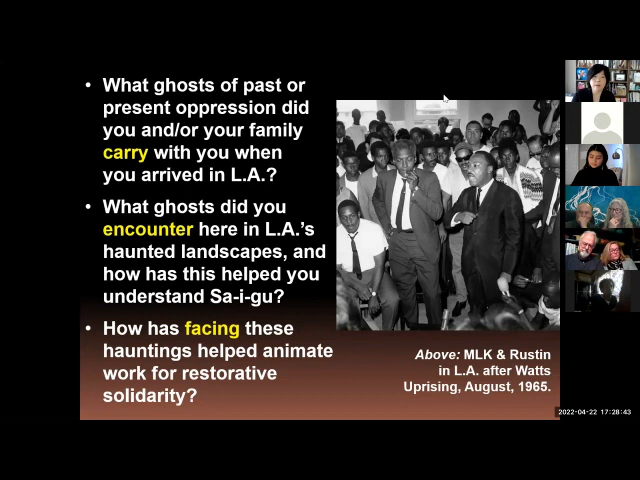 • What ghosts of past or
present oppression did
you and/or your family
carry with you when
you arrived in L.A.?
• What ghosts did you
encounter here in L.A.’s
haunted landscapes, and
how has this helped you
understand Sa-i-gu?
• How has facing these
hauntings helped animate
work for restorative
solidarity?
Above: MLK & Rustin
in L.A. after Watts
Uprising, August, 1965.
2022-04-22 17:28:43